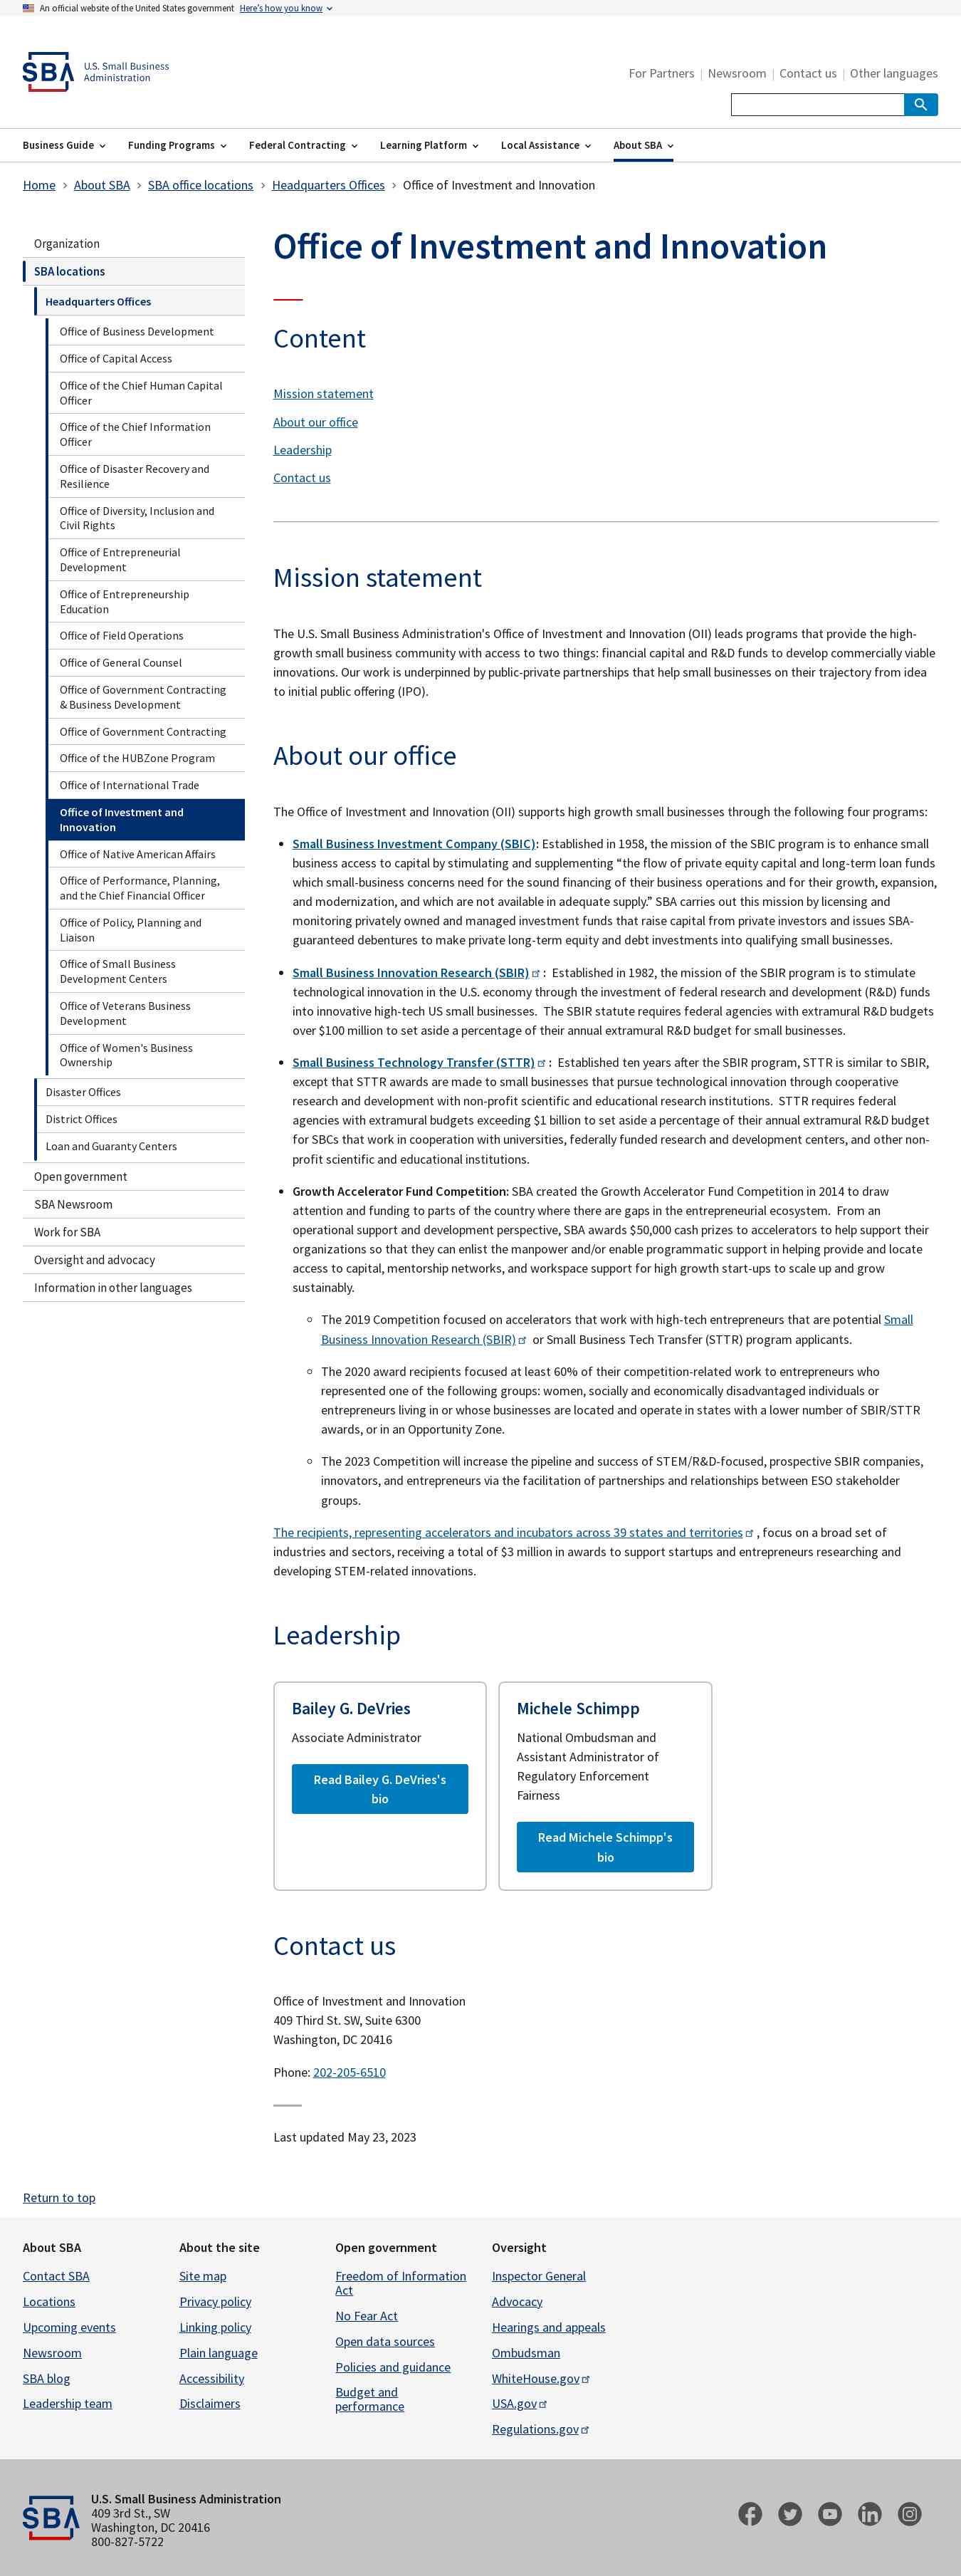 An official website of the United States government Here's how you know
SBA
U.S. Small Business
Administration
For Partners | Newsroom | Contact us | Other languages
Business Guide Funding Programs Federal Contracting Learning Platform Local Assistance About SBA
Home > About SBA > SBA office locations > Headquarters Offices > Office of Investment and Innovation
Organization
SBA locations
Headquarters Offices
Office of Business Development
Office of Capital Access
Office of the Chief Human Capital
Officer
Office of the Chief Information
Officer
Office of Disaster Recovery and
Resilience
Office of Diversity, Inclusion and
Civil Rights
Office of Entrepreneurial
Development
Office of Entrepreneurship
Education
Office of Field Operations
Office of General Counsel
Office of Government Contracting
& Business Development
Office of Government Contracting
Office of the HUBZone Program
Office of International Trade
Office of Investment and
Innovation
Office of Native American Affairs
Office of Performance, Planning,
and the Chief Financial Officer
Office of Policy, Planning and
Liaison
Office of Small Business
Development Centers
Office of Veterans Business
Development
Office of Women's Business
Ownership
Disaster Offices
District Offices
Loan and Guaranty Centers
Open government
SBA Newsroom
Work for SBA
Oversight and advocacy
Information in other languages
Office of Investment and Innovation
Content
Mission statement
About our office
Leadership
Contact us
Mission statement
The U.S. Small Business Administration's Office of Investment and Innovation (OII) leads programs that provide the high-
growth small business community with access to two things: financial capital and R&D funds to develop commercially viable
innovations. Our work is underpinned by public-private partnerships that help small businesses on their trajectory from idea
to initial public offering (IPO).
About our office
The Office of Investment and Innovation (OII) supports high growth small businesses through the following four programs:
• Small Business Investment Company (SBIC): Established in 1958, the mission of the SBIC program is to enhance small
business access to capital by stimulating and supplementing “the flow of private equity capital and long-term loan funds
which small-business concerns need for the sound financing of their business operations and for their growth, expansion,
and modernization, and which are not available in adequate supply.” SBA carries out this mission by licensing and
monitoring privately owned and managed investment funds that raise capital from private investors and issues SBA-
guaranteed debentures to make private long-term equity and debt investments into qualifying small businesses.
• Small Business Innovation Research (SBIR) : Established in 1982, the mission of the SBIR program is to stimulate
technological innovation in the U.S. economy through the investment of federal research and development (R&D) funds
into innovative high-tech US small businesses. The SBIR statute requires federal agencies with extramural R&D budgets
over $100 million to set aside a percentage of their annual extramural R&D budget for small businesses.
• Small Business Technology Transfer (STTR) : Established ten years after the SBIR program, STTR is similar to SBIR,
except that STTR awards are made to small businesses that pursue technological innovation through cooperative
research and development with non-profit scientific and educational research institutions. STTR requires federal
agencies with extramural budgets exceeding $1 billion to set aside a percentage of their annual extramural R&D budget
for SBCs that work in cooperation with universities, federally funded research and development centers, and other non-
profit scientific and educational institutions.
• Growth Accelerator Fund Competition: SBA created the Growth Accelerator Fund Competition in 2014 to draw
attention and funding to parts of the country where there are gaps in the entrepreneurial ecosystem. From an
operational support and development perspective, SBA awards $50,000 cash prizes to accelerators to help support their
organizations so that they can enlist the manpower and/or enable programmatic support in helping provide and locate
access to capital, mentorship networks, and workspace support for high growth start-ups to scale up and grow
sustainably.
◦ The 2019 Competition focused on accelerators that work with high-tech entrepreneurs that are potential Small
Business Innovation Research (SBIR) or Small Business Tech Transfer (STTR) program applicants.
◦ The 2020 award recipients focused at least 60% of their competition-related work to entrepreneurs who
represented one of the following groups: women, socially and economically disadvantaged individuals or
entrepreneurs living in or whose businesses are located and operate in states with a lower number of SBIR/STTR
awards, or in an Opportunity Zone.
◦ The 2023 Competition will increase the pipeline and success of STEM/R&D-focused, prospective SBIR companies,
innovators, and entrepreneurs via the facilitation of partnerships and relationships between ESO stakeholder
groups.
The recipients, representing accelerators and incubators across 39 states and territories , focus on a broad set of
industries and sectors, receiving a total of $3 million in awards to support startups and entrepreneurs researching and
developing STEM-related innovations.
Leadership
Bailey G. DeVries
Associate Administrator
Read Bailey G. DeVries's
bio
Michele Schimpp
National Ombudsman and
Assistant Administrator of
Regulatory Enforcement
Fairness
Read Michele Schimpp's
bio
Contact us
Office of Investment and Innovation
409 Third St. SW, Suite 6300
Washington, DC 20416
Phone: 202-205-6510
Last updated May 23, 2023
Return to top
About SBA
Contact SBA
Locations
Upcoming events
Newsroom
SBA blog
Leadership team
About the site
Site map
Privacy policy
Linking policy
Plain language
Accessibility
Disclaimers
Open government
Freedom of Information
Act
No Fear Act
Open data sources
Policies and guidance
Budget and
performance
Oversight
Inspector General
Advocacy
Hearings and appeals
Ombudsman
WhiteHouse.gov
USA.gov
Regulations.gov
SBA
U.S. Small Business Administration
409 3rd St., SW
Washington, DC 20416
800-827-5722